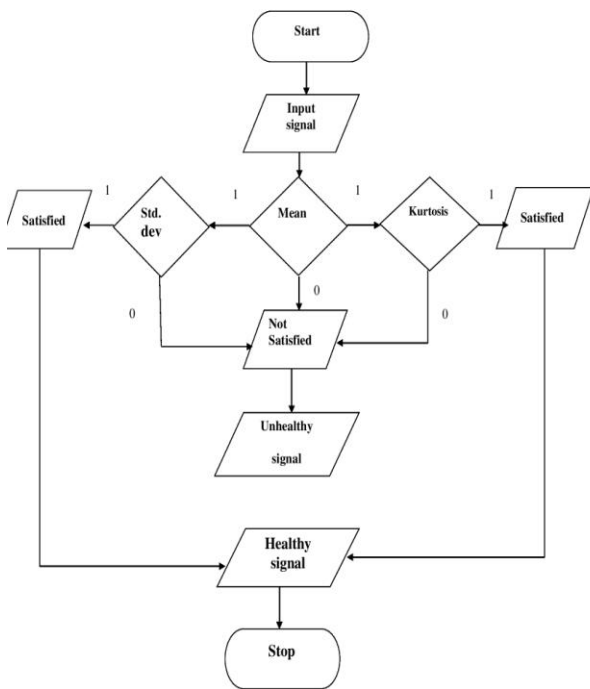 Start
Input
signal
1
1
1
1
Satisfied
Std.
dev
Mean
Kurtosis
Satisfied
0
0
0
Not
Satisfied
Unhealthy
signal
Healthy
signal
Stop